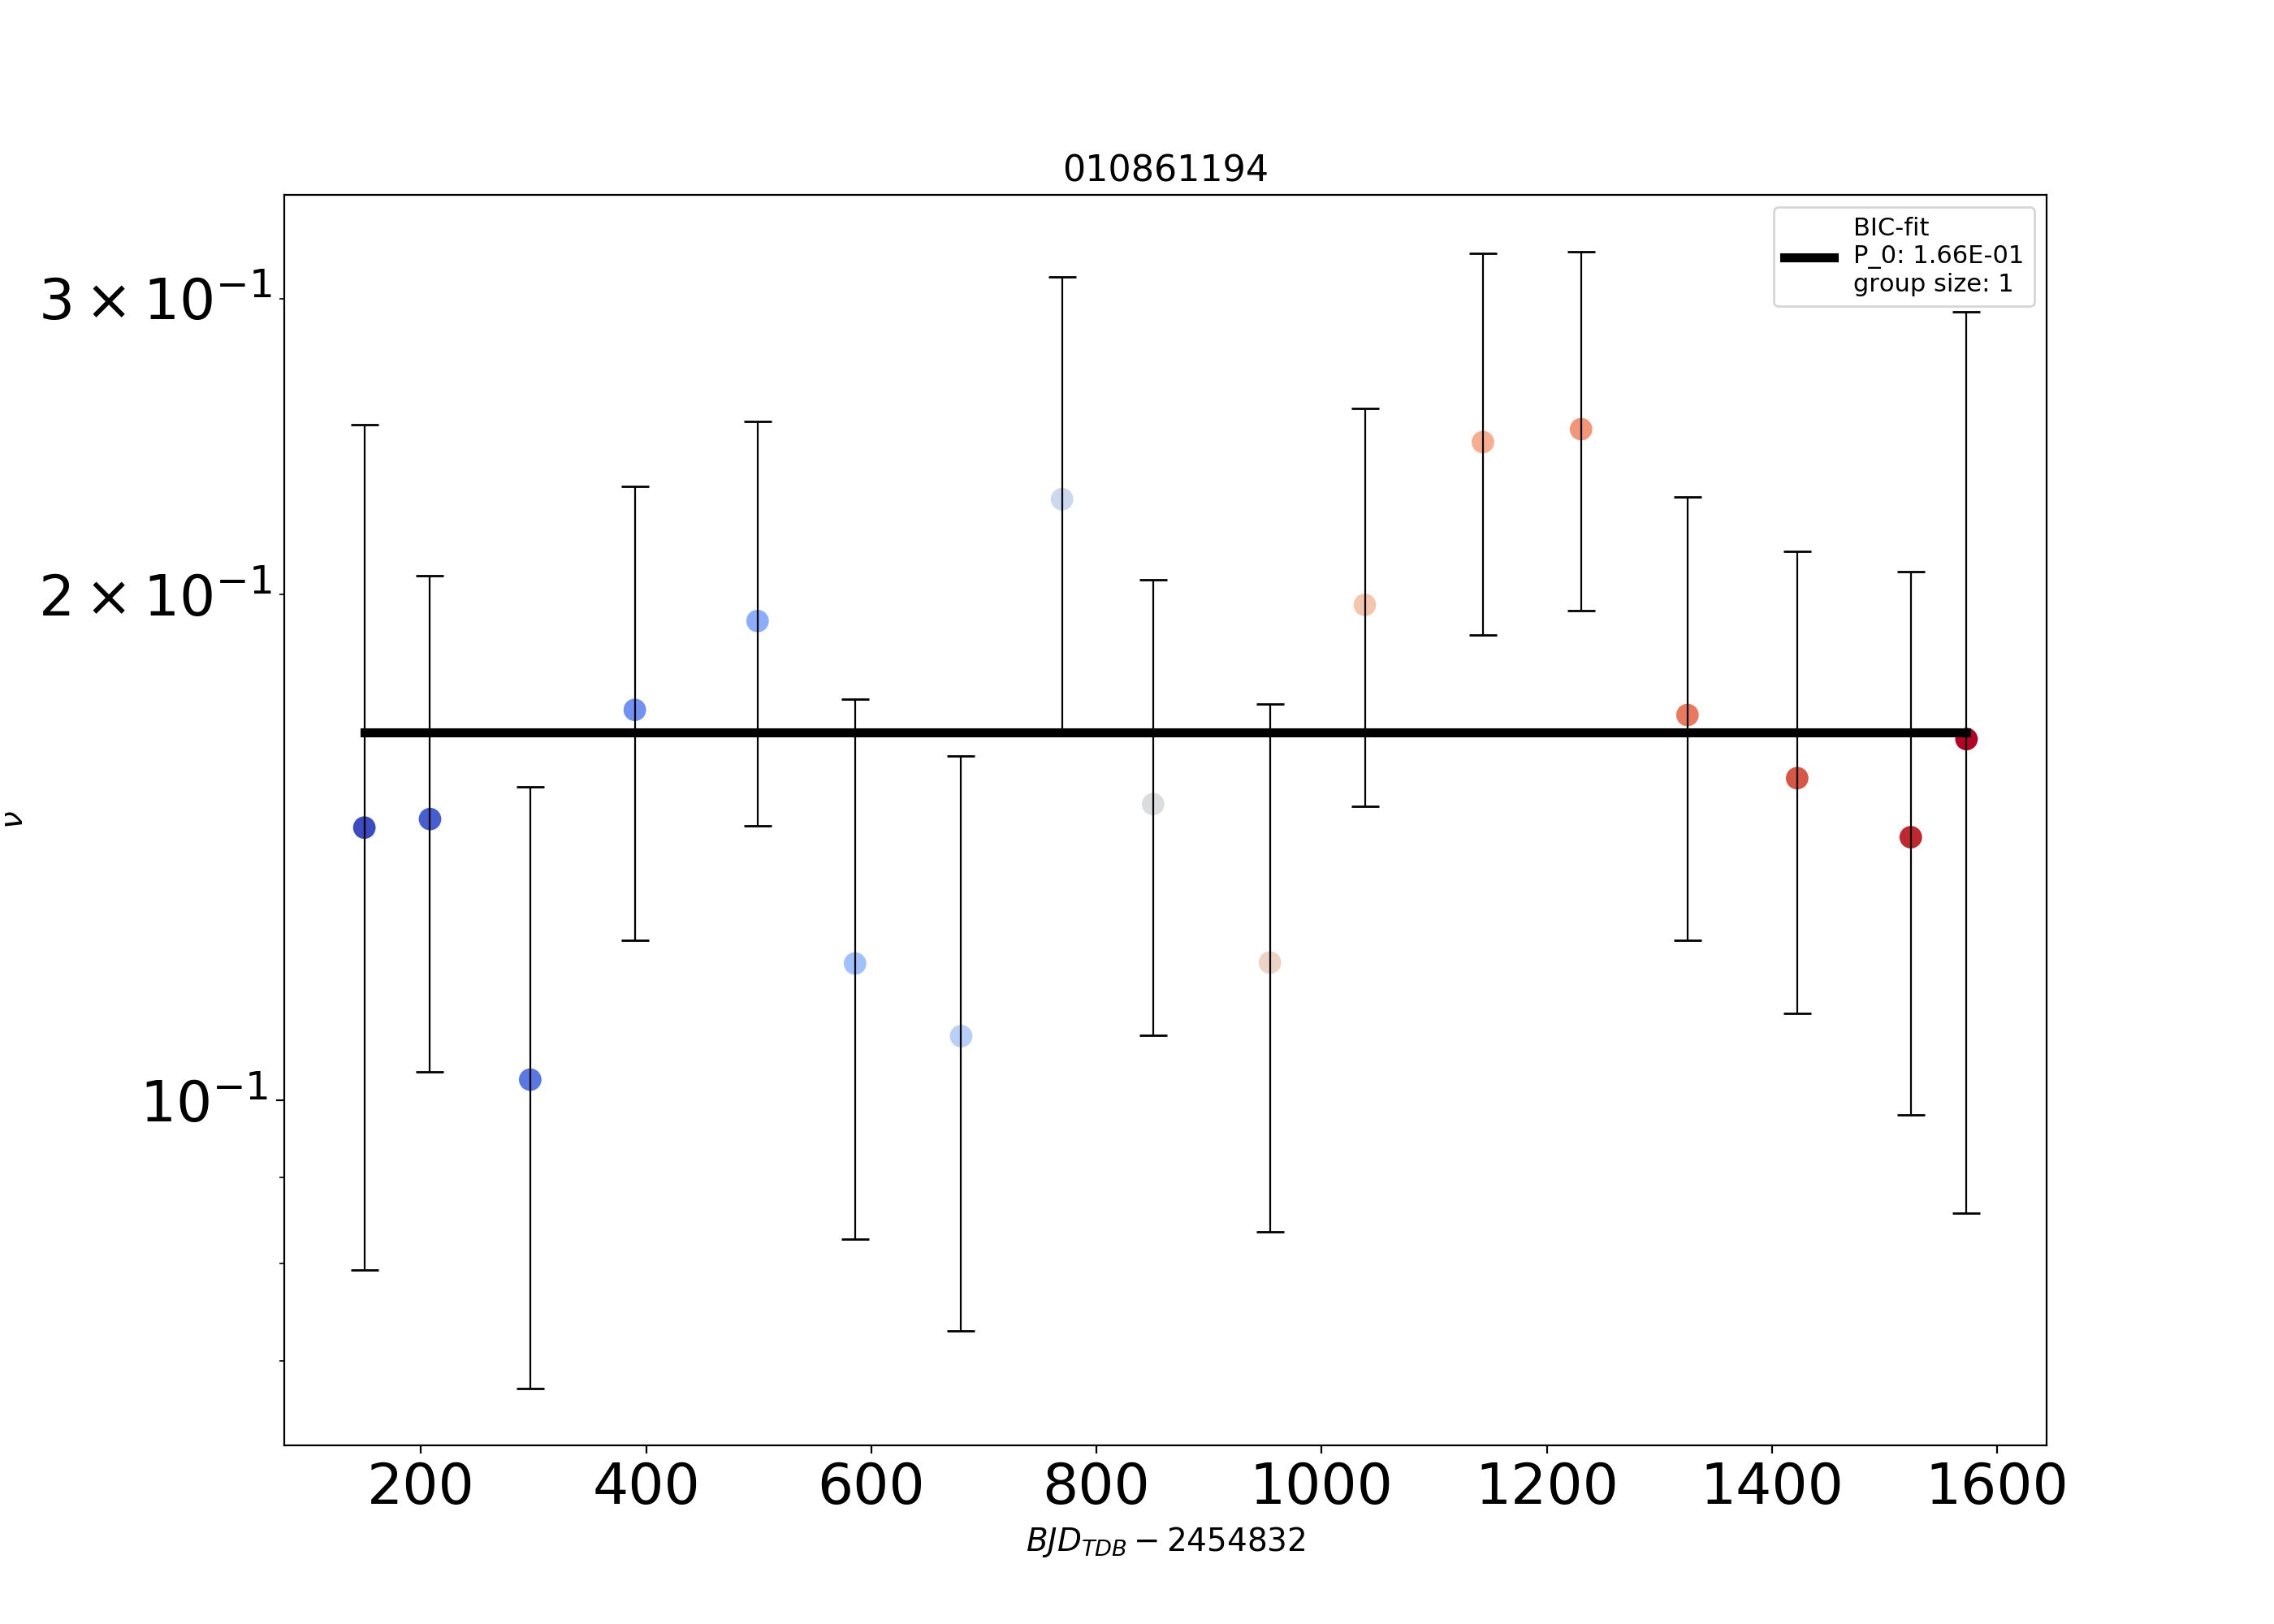 010861194
BIC-fit
P_0: 1.66E-01
group size: 1
3 × 10⁻¹
2 × 10⁻¹
10⁻¹
ν
200 400 600 800 1000 1200 1400 1600
BJD_TDB − 2454832